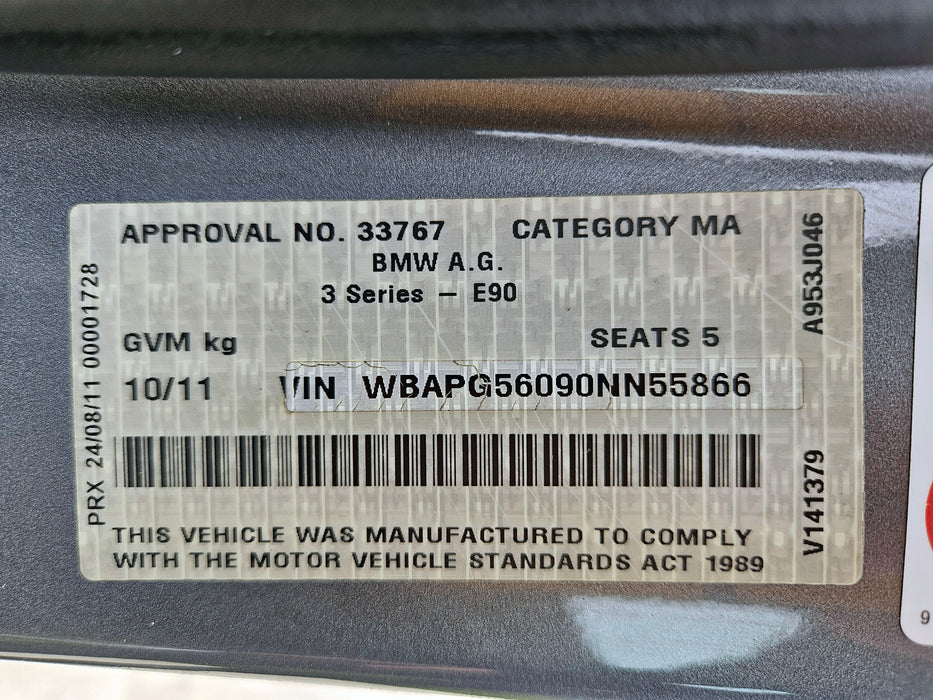 APPROVAL NO. 33767 CATEGORY MA
BMW A.G.
3 Series – E90
GVM kg SEATS 5
10/11 VIN WBAPG56090NN55866
THIS VEHICLE WAS MANUFACTURED TO COMPLY
WITH THE MOTOR VEHICLE STANDARDS ACT 1989
PRX 24/08/11 00001728
A953J046
V141379
9